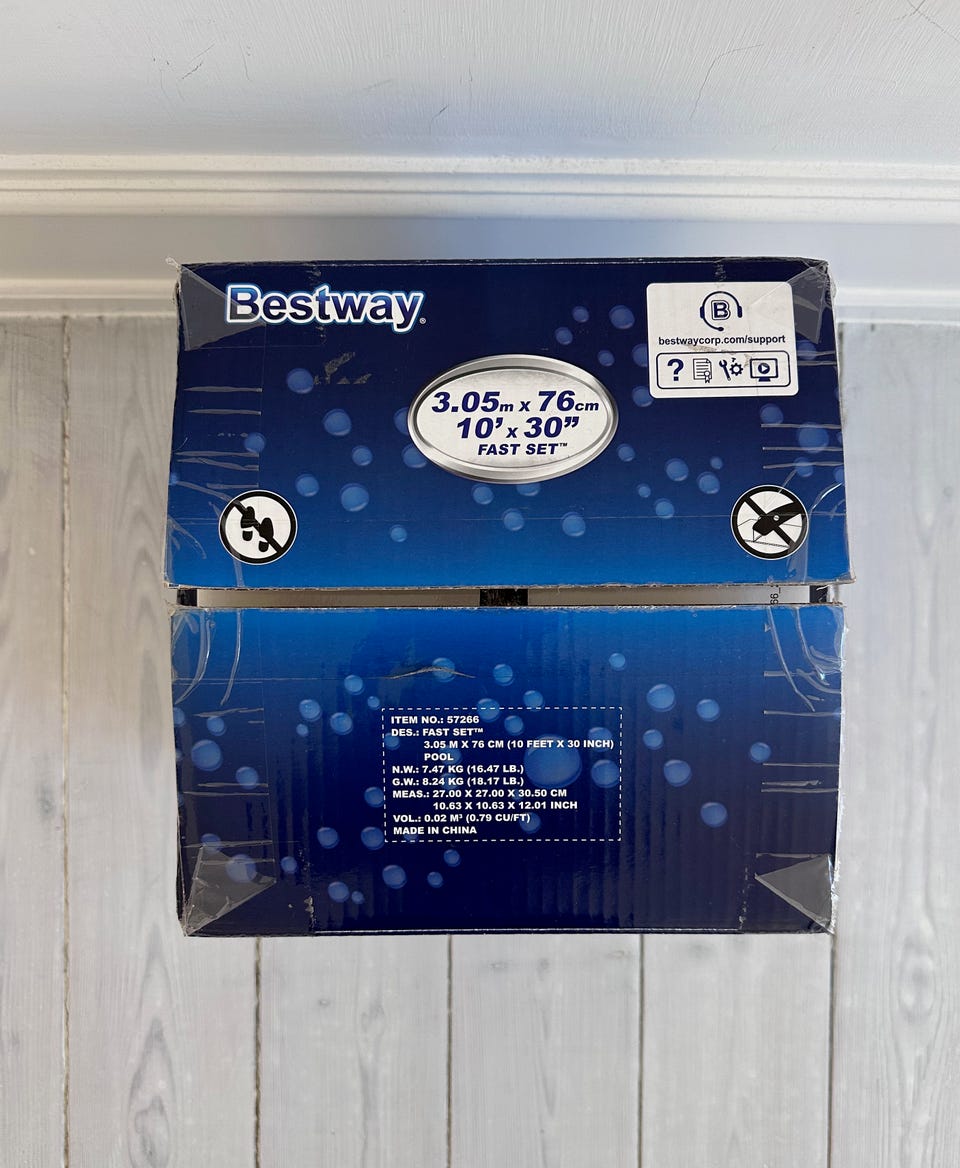 Bestway®
B
bestwaycorp.com/support
?
3.05m x 76cm
10’ x 30”
FAST SET™
ITEM NO.: 57266
DES.: FAST SET™
3.05 M X 76 CM (10 FEET X 30 INCH)
POOL
N.W.: 7.47 KG (16.47 LB.)
G.W.: 8.24 KG (18.17 LB.)
MEAS.: 27.00 X 27.00 X 30.50 CM
10.63 X 10.63 X 12.01 INCH
VOL.: 0.02 M³ (0.79 CU/FT)
MADE IN CHINA